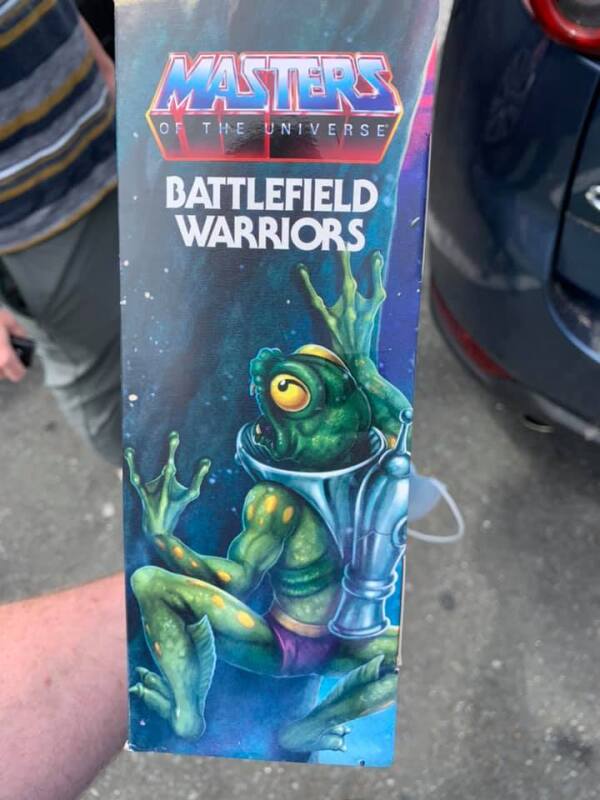 MASTERS
OF THE UNIVERSE
BATTLEFIELD
WARRIORS